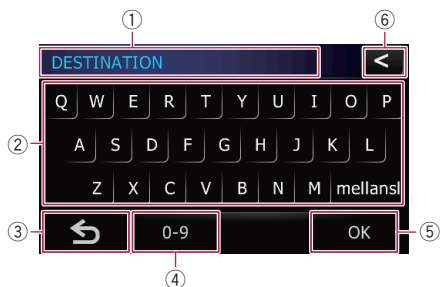 ① ⑥
DESTINATION <
Q W E R T Y U I O P
② A S D F G H J K L
Z X C V B N M mellansl
③ 0-9 OK ⑤
④